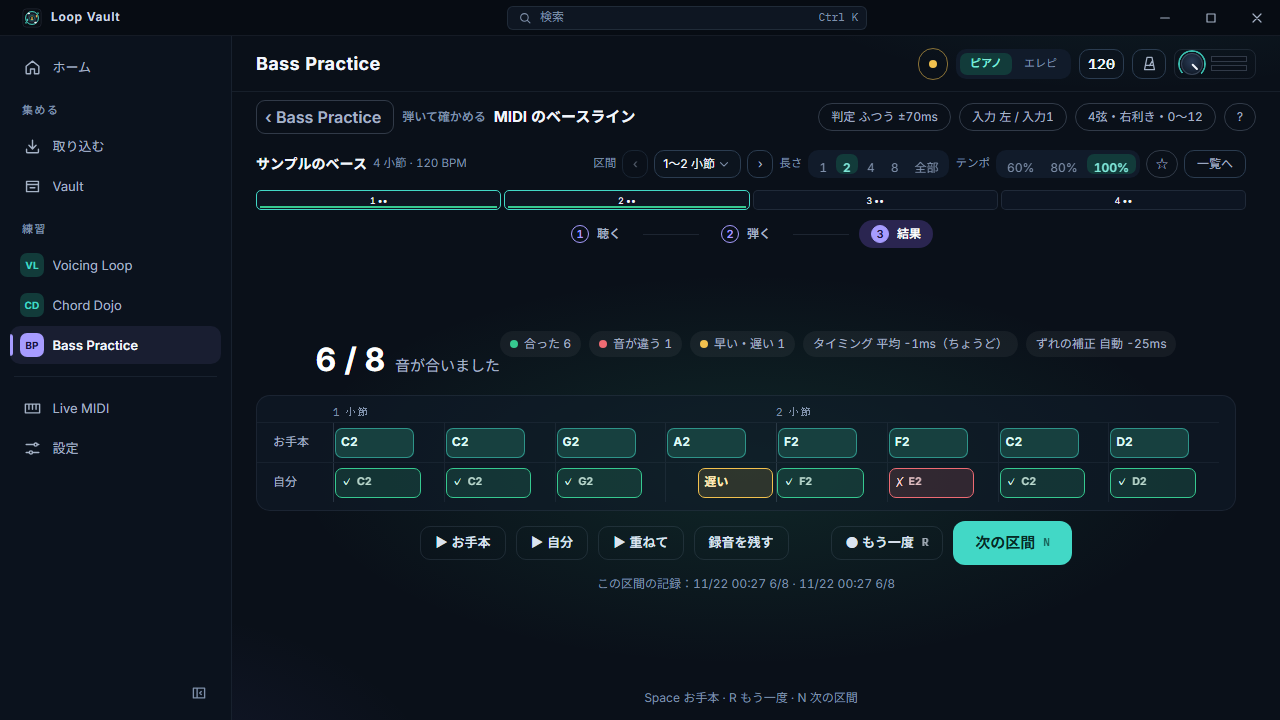 Loop Vault
検索 Ctrl K
ホーム
集める
取り込む
Vault
練習
VL Voicing Loop
CD Chord Dojo
BP Bass Practice
Live MIDI
設定
Bass Practice
ピアノ エレピ 120
‹ Bass Practice 弾いて確かめる MIDI のベースライン 判定 ふつう ±70ms 入力 左 / 入力1 4弦・右利き・0〜12 ?
サンプルのベース 4 小節 · 120 BPM 区間 ‹ 1〜2 小節 › 長さ 1 2 4 8 全部 テンポ 60% 80% 100% ☆ 一覧へ
1 •• 2 •• 3 •• 4 ••
1 聴く 2 弾く 3 結果
6 / 8 音が合いました 合った 6 音が違う 1 早い・遅い 1 タイミング 平均 -1ms（ちょうど） ずれの補正 自動 -25ms
1 小節 2 小節
お手本 C2 C2 G2 A2 F2 F2 C2 D2
自分 ✓ C2 ✓ C2 ✓ G2 遅い ✓ F2 ✗ E2 ✓ C2 ✓ D2
▶ お手本 ▶ 自分 ▶ 重ねて 録音を残す ● もう一度 R 次の区間 N
この区間の記録：11/22 00:27 6/8 · 11/22 00:27 6/8
Space お手本 · R もう一度 · N 次の区間